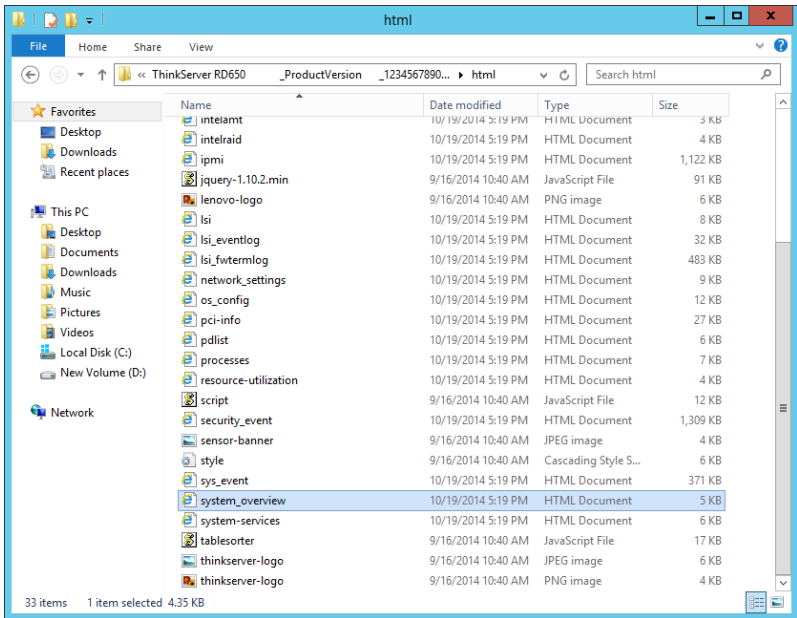 html
File Home Share View
« ThinkServer RD650 _ProductVersion _1234567890... html Search html
Name Date modified Type Size
Favorites
Desktop
Downloads
Recent places
This PC
Desktop
Documents
Downloads
Music
Pictures
Videos
Local Disk (C:)
New Volume (D:)
Network
intelamt 10/19/2014 5:19 PM HTML Document 3 KB
intelraid 10/19/2014 5:19 PM HTML Document 4 KB
ipmi 10/19/2014 5:19 PM HTML Document 1,122 KB
jquery-1.10.2.min 9/16/2014 10:40 AM JavaScript File 91 KB
lenovo-logo 9/16/2014 10:40 AM PNG image 6 KB
lsi 10/19/2014 5:19 PM HTML Document 8 KB
lsi_eventlog 10/19/2014 5:19 PM HTML Document 32 KB
lsi_fwtermlog 10/19/2014 5:19 PM HTML Document 483 KB
network_settings 10/19/2014 5:19 PM HTML Document 9 KB
os_config 10/19/2014 5:19 PM HTML Document 12 KB
pci-info 10/19/2014 5:19 PM HTML Document 27 KB
pdlist 10/19/2014 5:19 PM HTML Document 6 KB
processes 10/19/2014 5:19 PM HTML Document 7 KB
resource-utilization 10/19/2014 5:19 PM HTML Document 4 KB
script 9/16/2014 10:40 AM JavaScript File 12 KB
security_event 10/19/2014 5:19 PM HTML Document 1,309 KB
sensor-banner 9/16/2014 10:40 AM JPEG image 4 KB
style 9/16/2014 10:40 AM Cascading Style S... 6 KB
sys_event 10/19/2014 5:19 PM HTML Document 371 KB
system_overview 10/19/2014 5:19 PM HTML Document 5 KB
system-services 10/19/2014 5:19 PM HTML Document 6 KB
tablesorter 9/16/2014 10:40 AM JavaScript File 17 KB
thinkserver-logo 9/16/2014 10:40 AM JPEG image 6 KB
thinkserver-logo 9/16/2014 10:40 AM PNG image 4 KB
33 items 1 item selected 4.35 KB